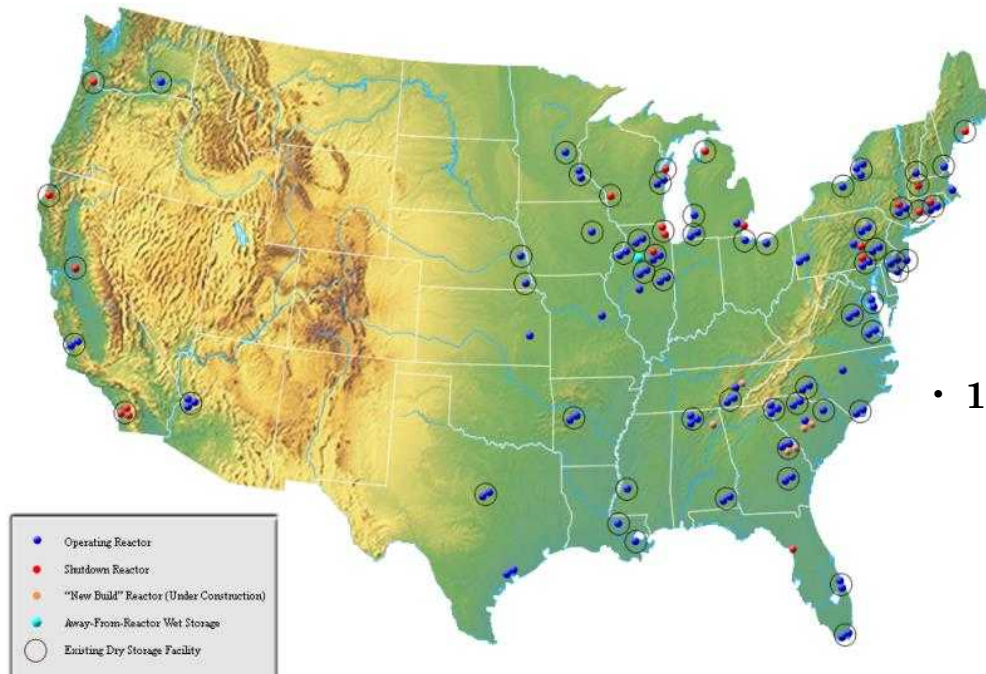 • 1
Operating Reactor
Shutdown Reactor
"New Build" Reactor (Under Construction)
Away-From-Reactor Wet Storage
Existing Dry Storage Facility